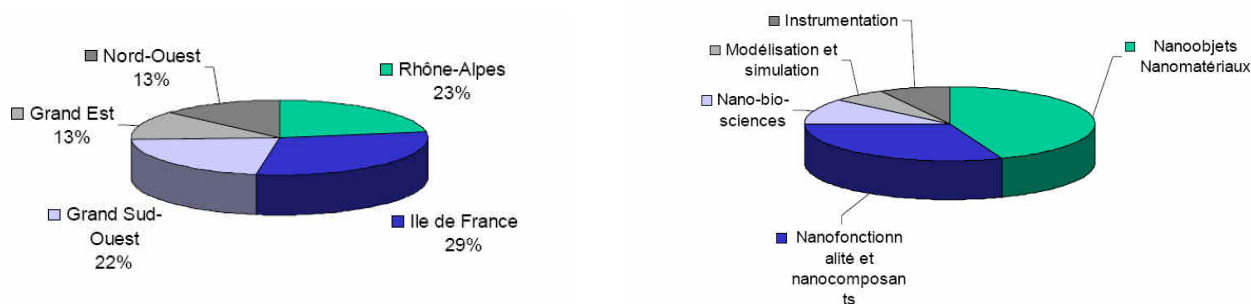 Nord-Ouest
13%
Rhône-Alpes
23%
Grand Est
13%
Grand Sud-
Ouest
22%
Ile de France
29%
Instrumentation
Modélisation et
simulation
Nano-bio-
sciences
Nanoobjets
Nanomatériaux
Nanofonctionn
alité et
nanocomposan
ts